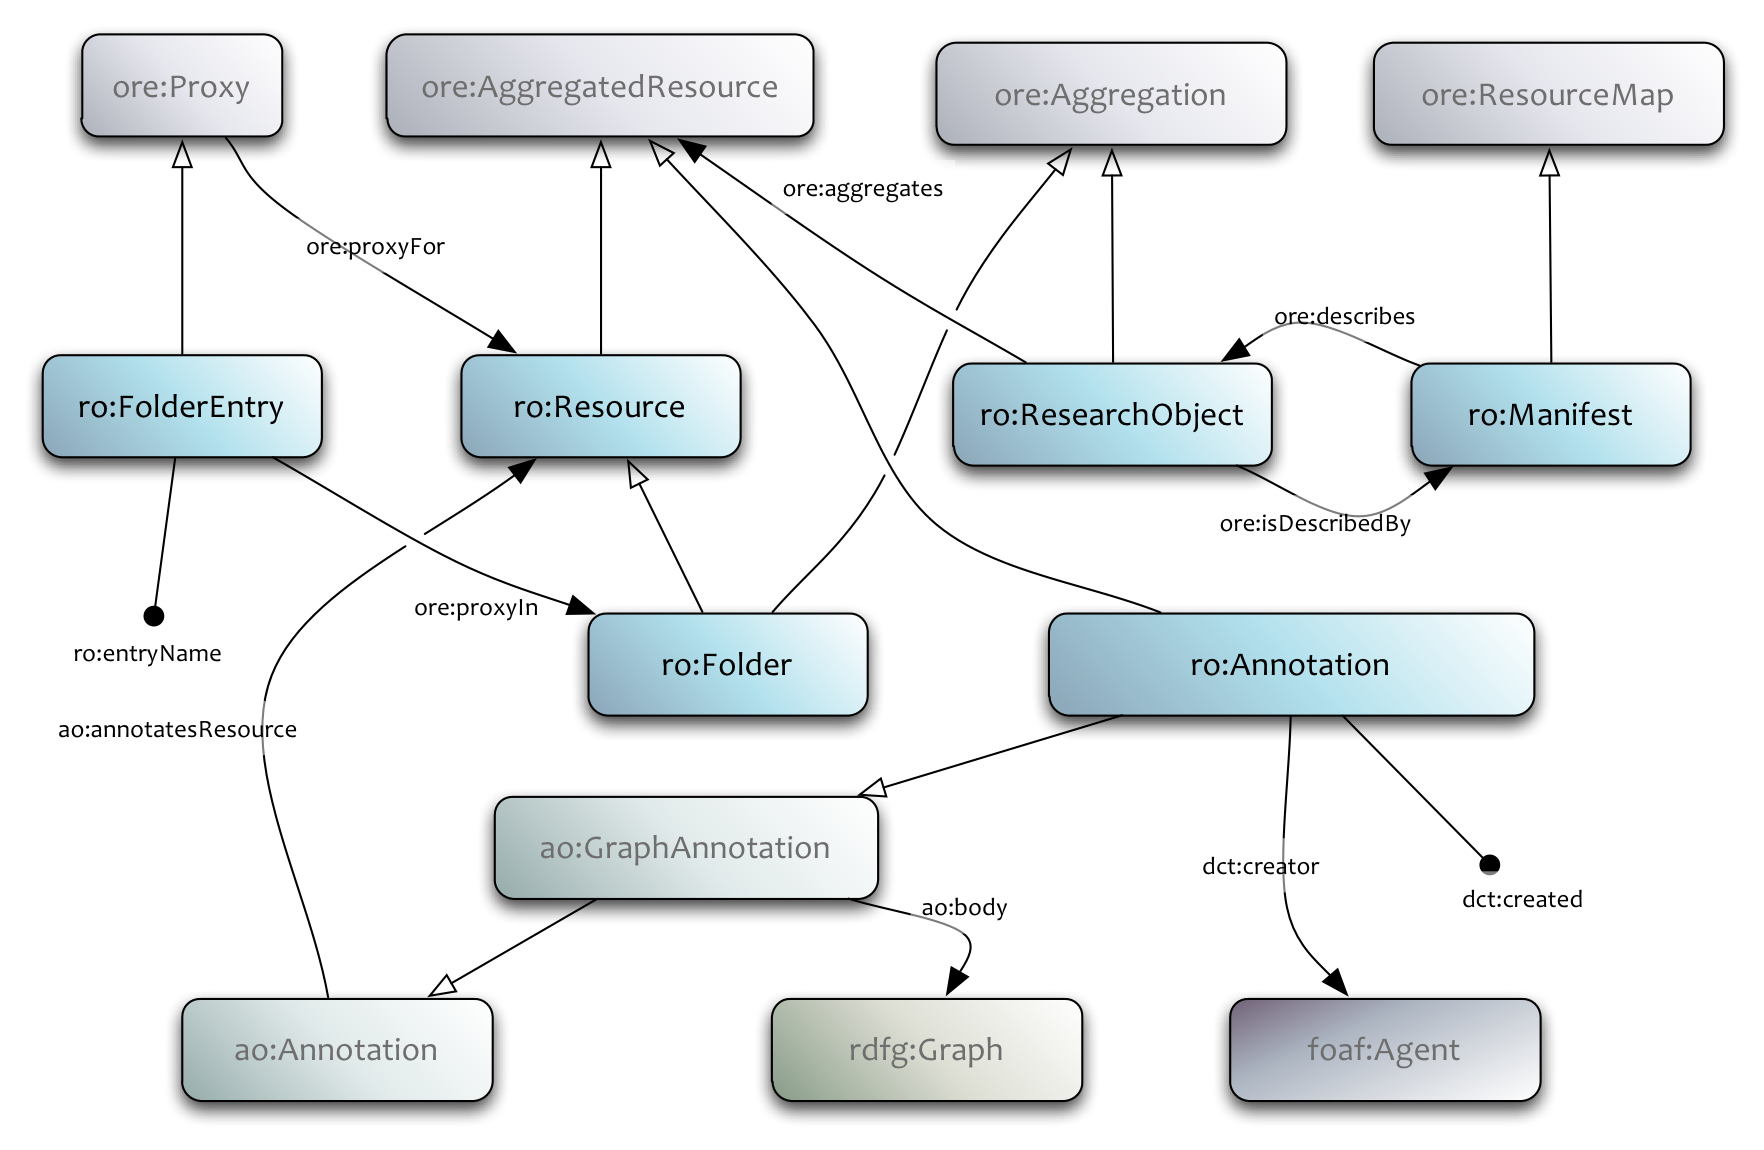 ore:Proxy
ore:AggregatedResource
ore:Aggregation
ore:ResourceMap
ore:aggregates
ore:proxyFor
ore:describes
ro:FolderEntry
ro:Resource
ro:ResearchObject
ro:Manifest
ore:isDescribedBy
ore:proxyIn
ro:entryName
ro:Folder
ro:Annotation
ao:annotatesResource
ao:GraphAnnotation
dct:creator
dct:created
ao:body
ao:Annotation
rdfg:Graph
foaf:Agent